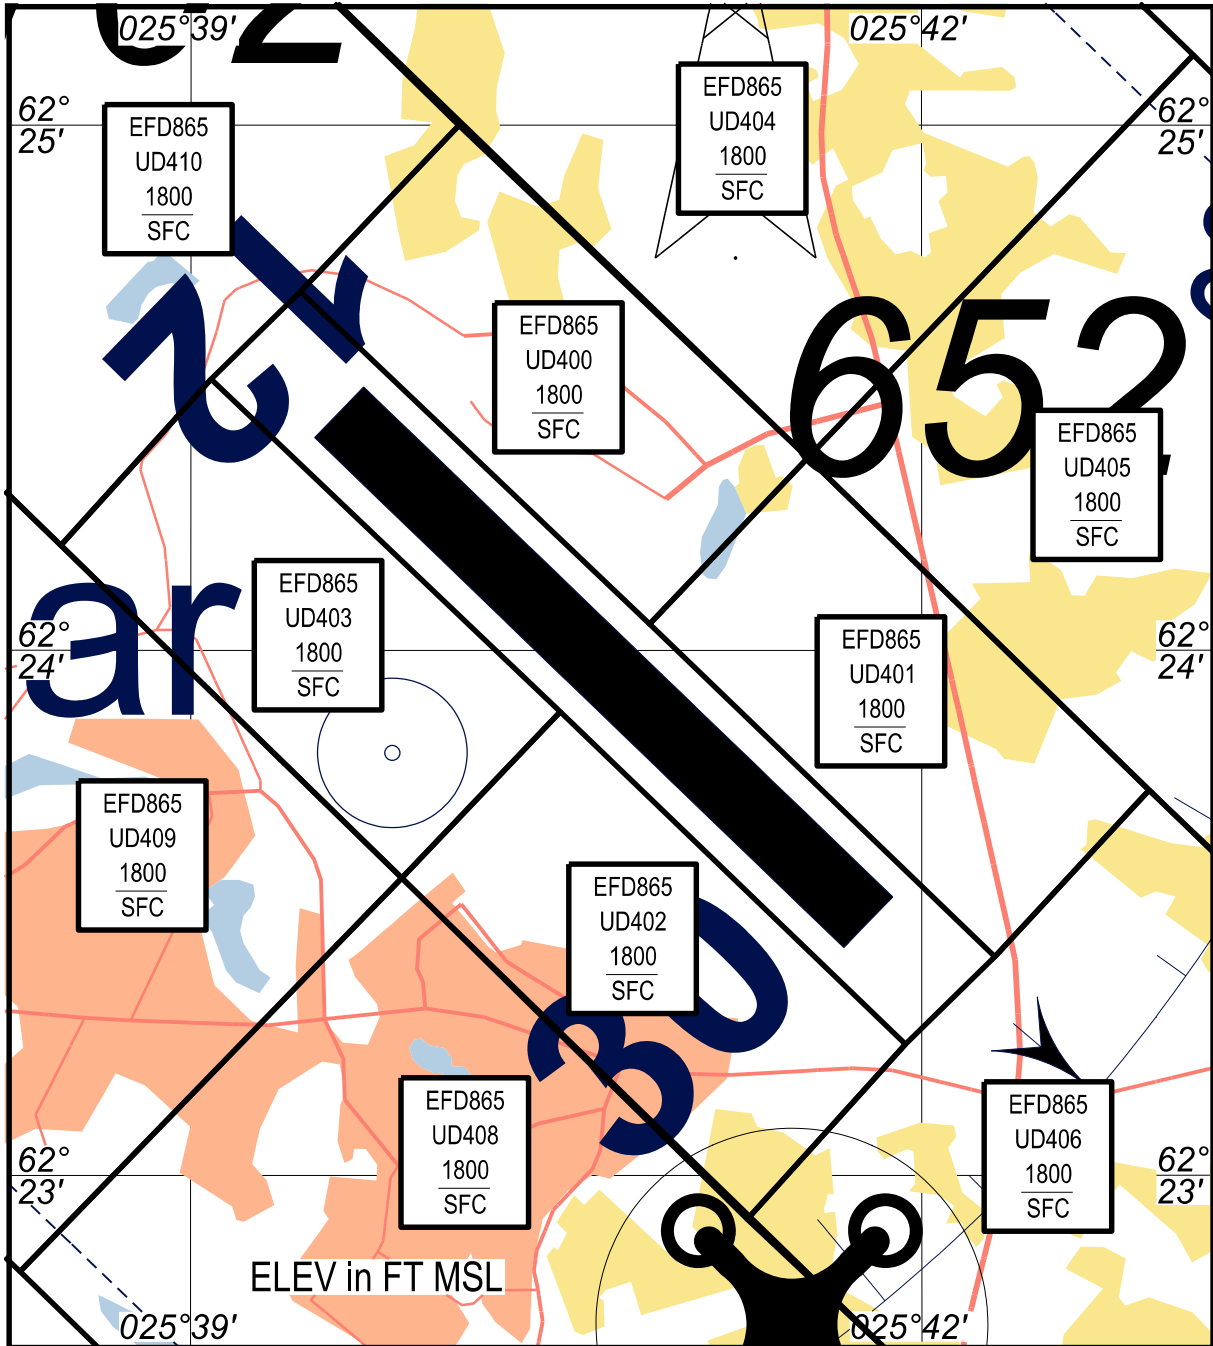 025°39′
025°42′
62°
25′
62°
25′
EFD865
UD410
1800
SFC
EFD865
UD404
1800
SFC
12
EFD865
UD400
1800
SFC
652
EFD865
UD405
1800
SFC
ar
EFD865
UD403
1800
SFC
62°
24′
62°
24′
EFD865
UD401
1800
SFC
EFD865
UD409
1800
SFC
EFD865
UD402
1800
SFC
30
EFD865
UD408
1800
SFC
EFD865
UD406
1800
SFC
62°
23′
62°
23′
ELEV in FT MSL
025°39′
025°42′